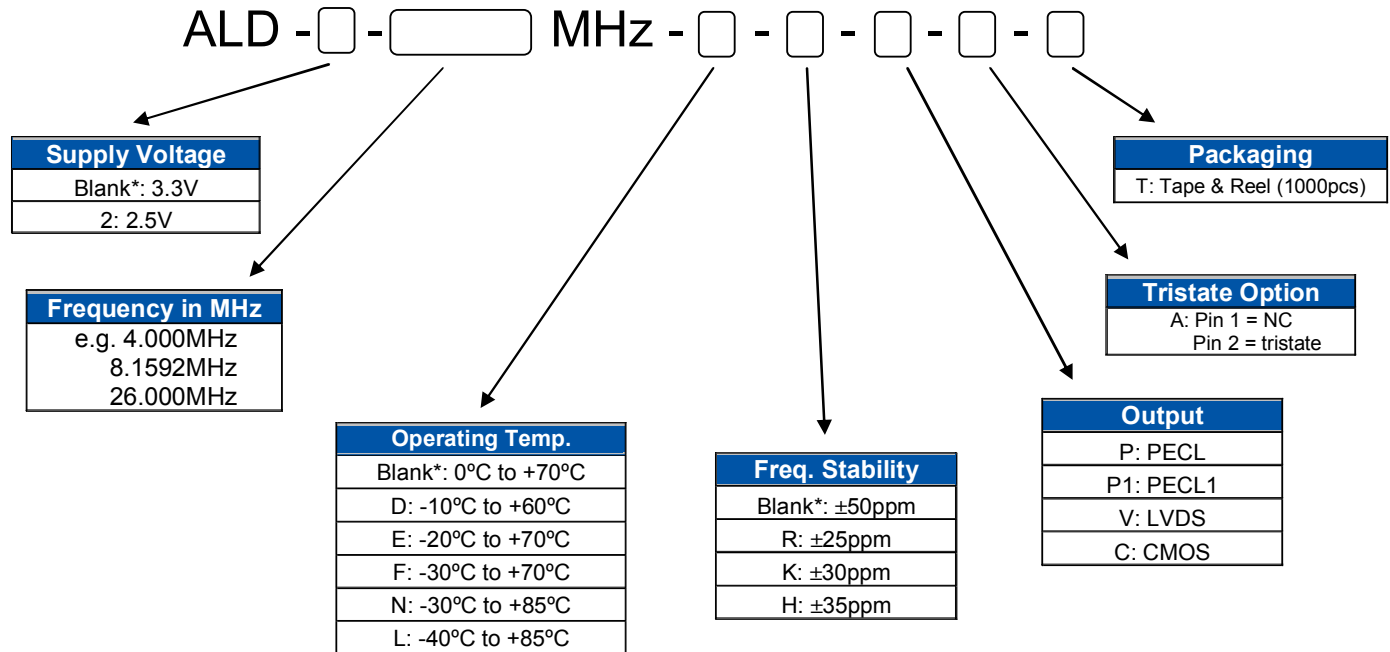 ALD - - MHz - - - - -
Supply Voltage
Blank*: 3.3V
2: 2.5V
Frequency in MHz
e.g. 4.000MHz
8.1592MHz
26.000MHz
Operating Temp.
Blank*: 0ºC to +70ºC
D: -10ºC to +60ºC
E: -20ºC to +70ºC
F: -30ºC to +70ºC
N: -30ºC to +85ºC
L: -40ºC to +85ºC
Freq. Stability
Blank*: ±50ppm
R: ±25ppm
K: ±30ppm
H: ±35ppm
Output
P: PECL
P1: PECL1
V: LVDS
C: CMOS
Tristate Option
A: Pin 1 = NC
Pin 2 = tristate
Packaging
T: Tape & Reel (1000pcs)